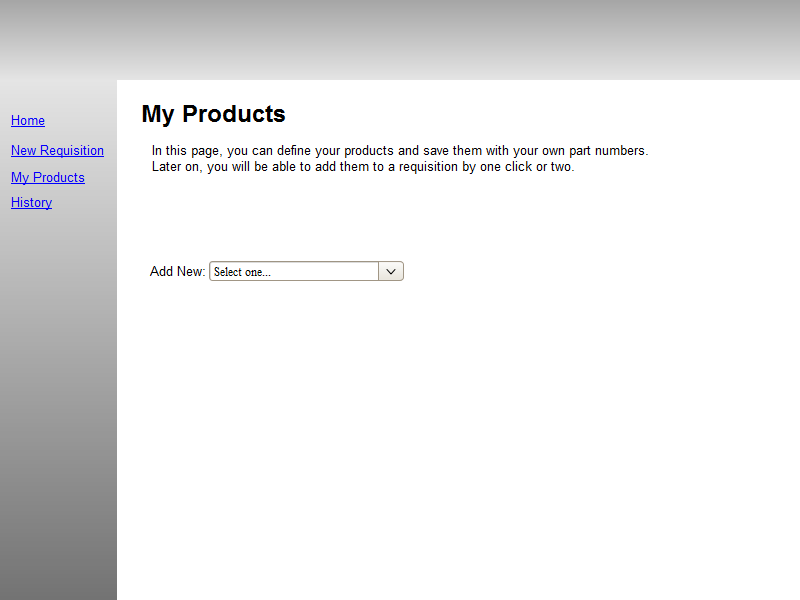 Home
New Requisition
My Products
History
My Products
In this page, you can define your products and save them with your own part numbers.
Later on, you will be able to add them to a requisition by one click or two.
Add New: Select one...